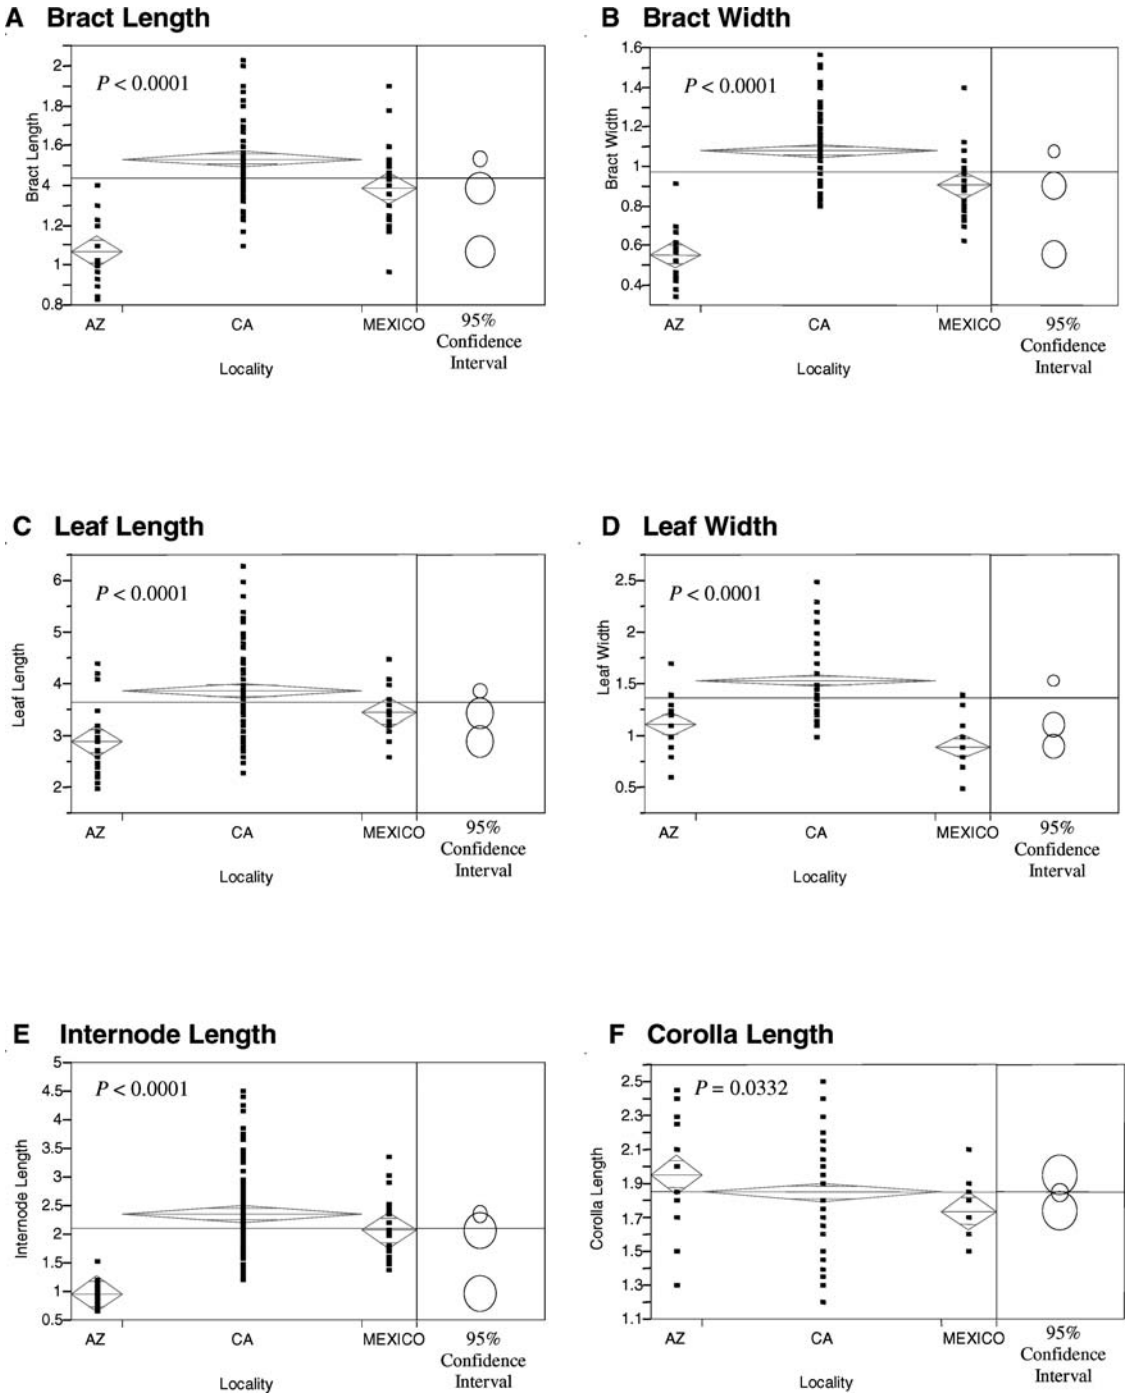 A Bract Length
P < 0.0001
Bract Length
2
1.8
1.6
4
1.2
1
0.8
AZ
CA
MEXICO
95%
Confidence
Interval
Locality
B Bract Width
P < 0.0001
Bract Width
1.6
1.4
1.2
1
0.8
0.6
0.4
AZ
CA
MEXICO
95%
Confidence
Interval
Locality
C Leaf Length
P < 0.0001
Leaf Length
6
5
4
3
2
AZ
CA
MEXICO
95%
Confidence
Interval
Locality
D Leaf Width
P < 0.0001
Leaf Width
2.5
2
1.5
1
0.5
AZ
CA
MEXICO
95%
Confidence
Interval
Locality
E Internode Length
P < 0.0001
Internode Length
5
4.5
4
3.5
3
2.5
2
1.5
1
0.5
AZ
CA
MEXICO
95%
Confidence
Interval
Locality
F Corolla Length
P = 0.0332
Corolla Length
2.5
2.3
2.1
1.9
1.7
1.5
1.3
1.1
AZ
CA
MEXICO
95%
Confidence
Interval
Locality